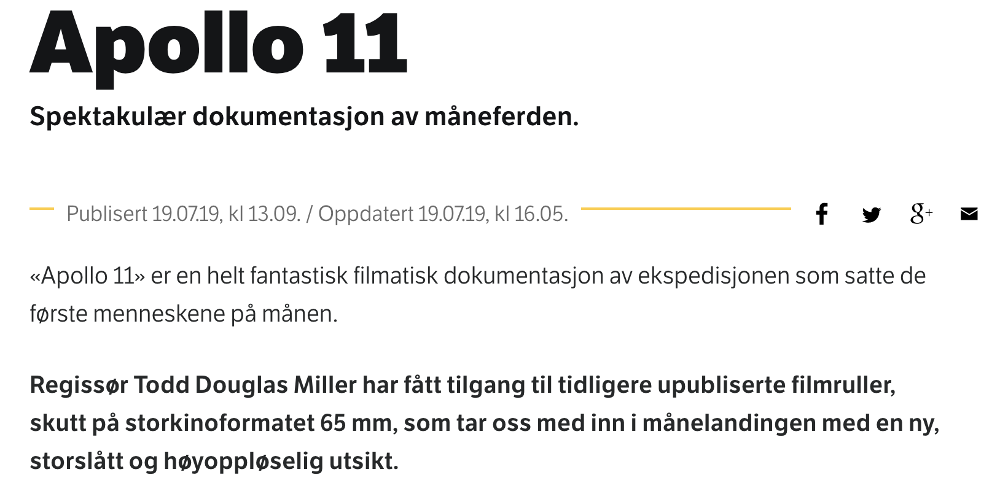 Apollo 11
Spektakulær dokumentasjon av måneferden.
Publisert 19.07.19, kl 13.09. / Oppdatert 19.07.19, kl 16.05.
«Apollo 11» er en helt fantastisk filmatisk dokumentasjon av ekspedisjonen som satte de
første menneskene på månen.
Regissør Todd Douglas Miller har fått tilgang til tidligere upubliserte filmruller,
skutt på storkinoformatet 65 mm, som tar oss med inn i månelandingen med en ny,
storslått og høyoppløselig utsikt.